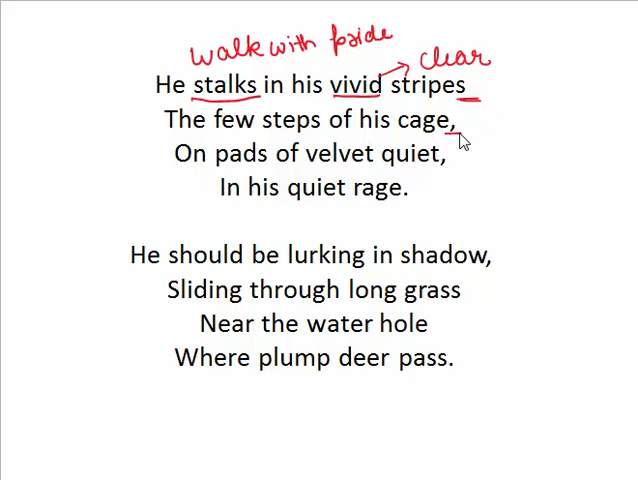 walk with pride
clear
He stalks in his vivid stripes
The few steps of his cage,
On pads of velvet quiet,
In his quiet rage.
He should be lurking in shadow,
Sliding through long grass
Near the water hole
Where plump deer pass.